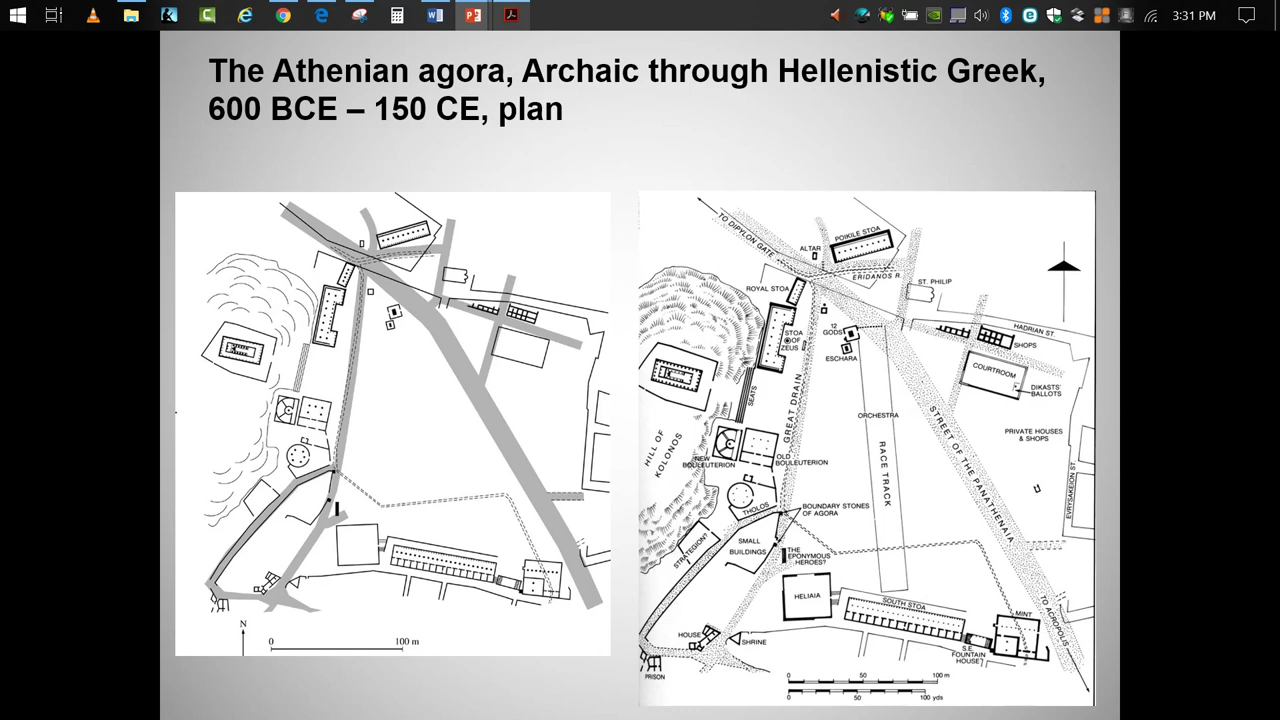 3:31 PM
The Athenian agora, Archaic through Hellenistic Greek,
600 BCE – 150 CE, plan
N
0 100 m
TO DIPYLON GATE
ALTAR
POIKILE STOA
ERIDANOS R.
ROYAL STOA
ST. PHILIP
12
GODS
STOA
OF
ZEUS
ESCHARA
HADRIAN ST.
SHOPS
COURTROOM
DIKASTS'
BALLOTS
SEATS
GREAT DRAIN
ORCHESTRA
RACE TRACK
STREET OF THE PANATHENAIA
PRIVATE HOUSES
& SHOPS
HILL OF
KOLONOS
NEW
BOULEUTERION
OLD
BOULEUTERION
EVRYSAKEION ST.
THOLOS
BOUNDARY STONES
OF AGORA
STRATEGION?
SMALL
BUILDINGS
THE
EPONYMOUS
HEROES?
HELIAIA
SOUTH STOA
MINT
TO ACROPOLIS
HOUSE
SHRINE
S.E.
FOUNTAIN
HOUSE
PRISON
0 50 100 m
0 50 100 yds